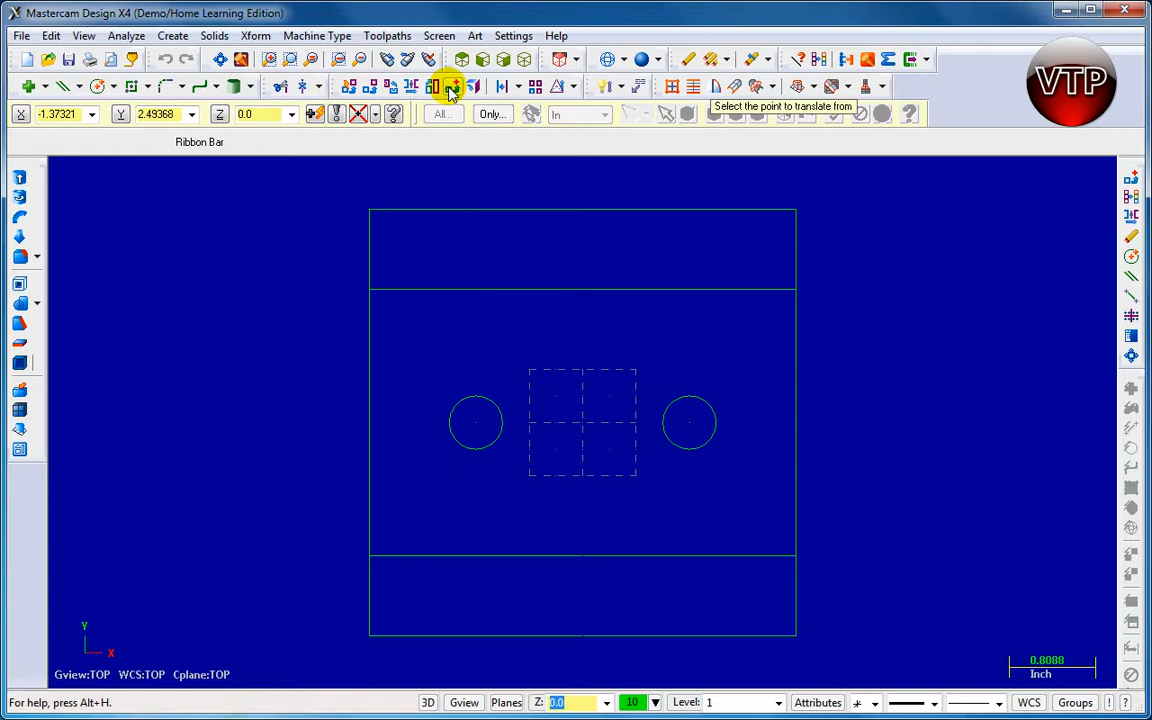 Mastercam Design X4 (Demo/Home Learning Edition)
File Edit View Analyze Create Solids Xform Machine Type Toolpaths Screen Art Settings Help
VTP
Select the point to translate from
X -1.37321 Y 2.49368 Z 0.0 All... Only... In
Ribbon Bar
Y
X
Gview:TOP WCS:TOP Cplane:TOP
0.8088
Inch
For help, press Alt+H. 3D Gview Planes Z: 0.0 10 Level: 1 Attributes WCS Groups ! ?